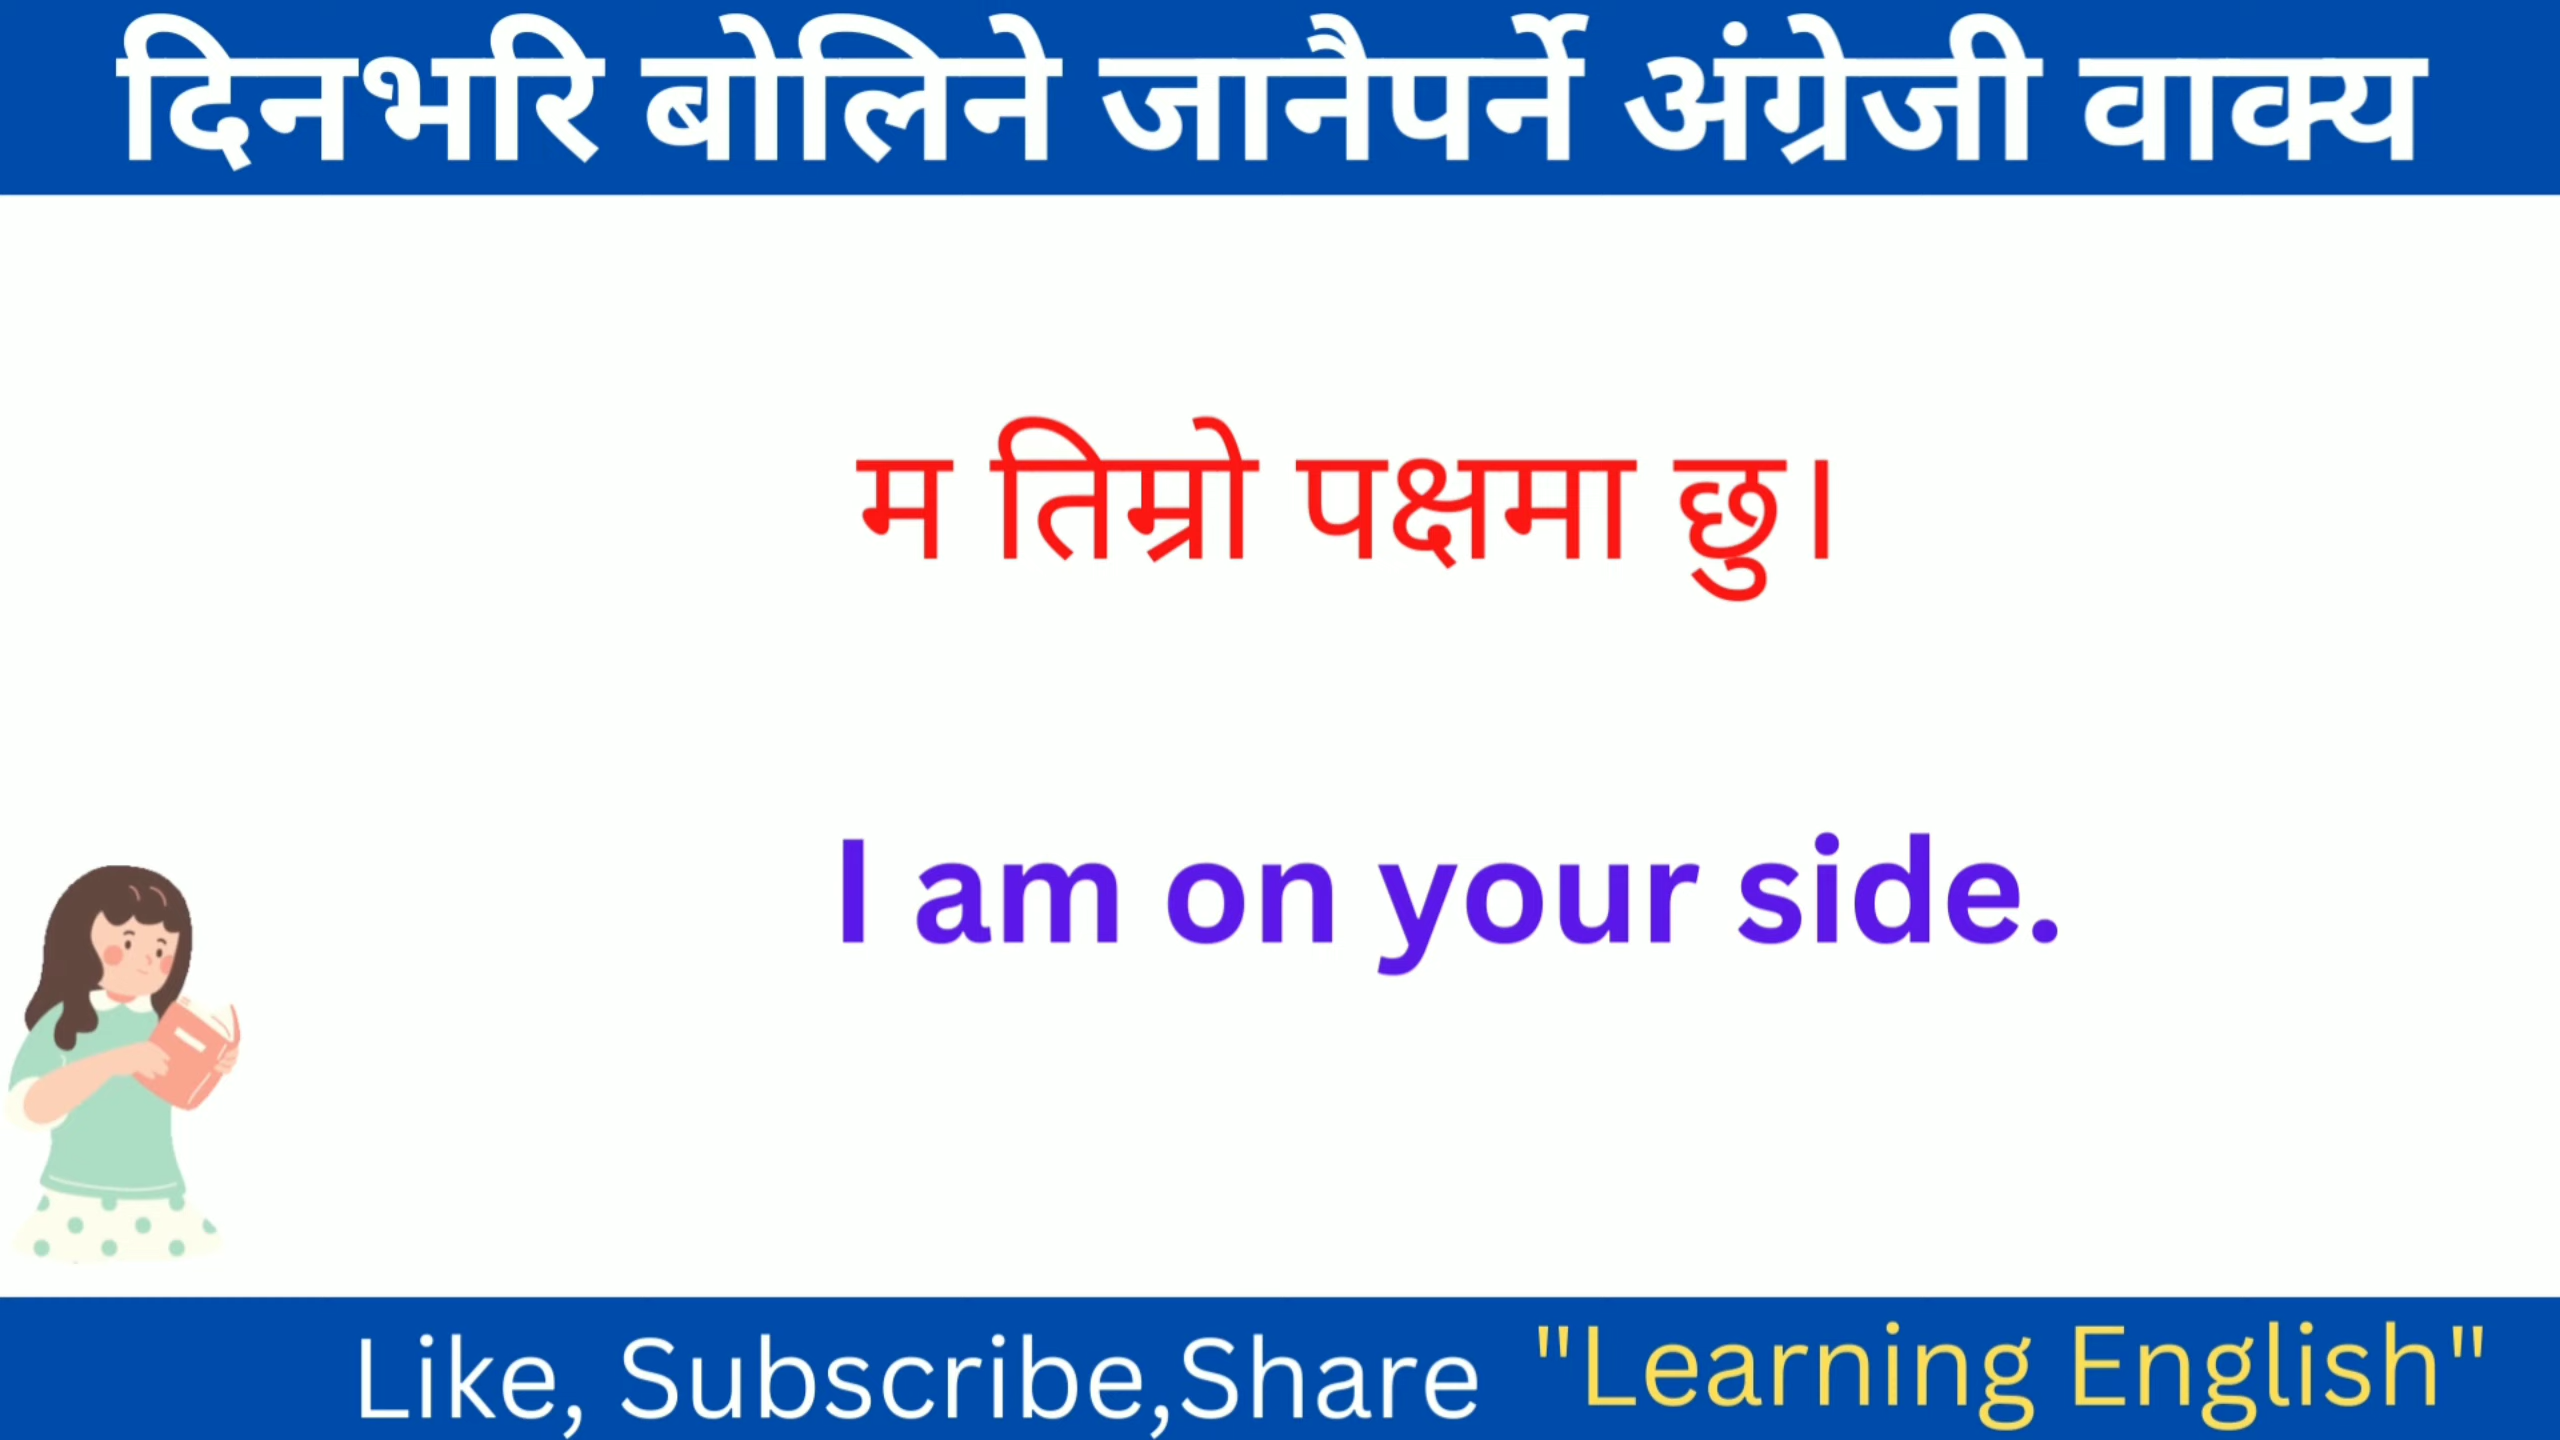 दिनभरि बोलिने जानैपर्ने अंग्रेजी वाक्य
म तिम्रो पक्षमा छु।
I am on your side.
Like, Subscribe,Share "Learning English"